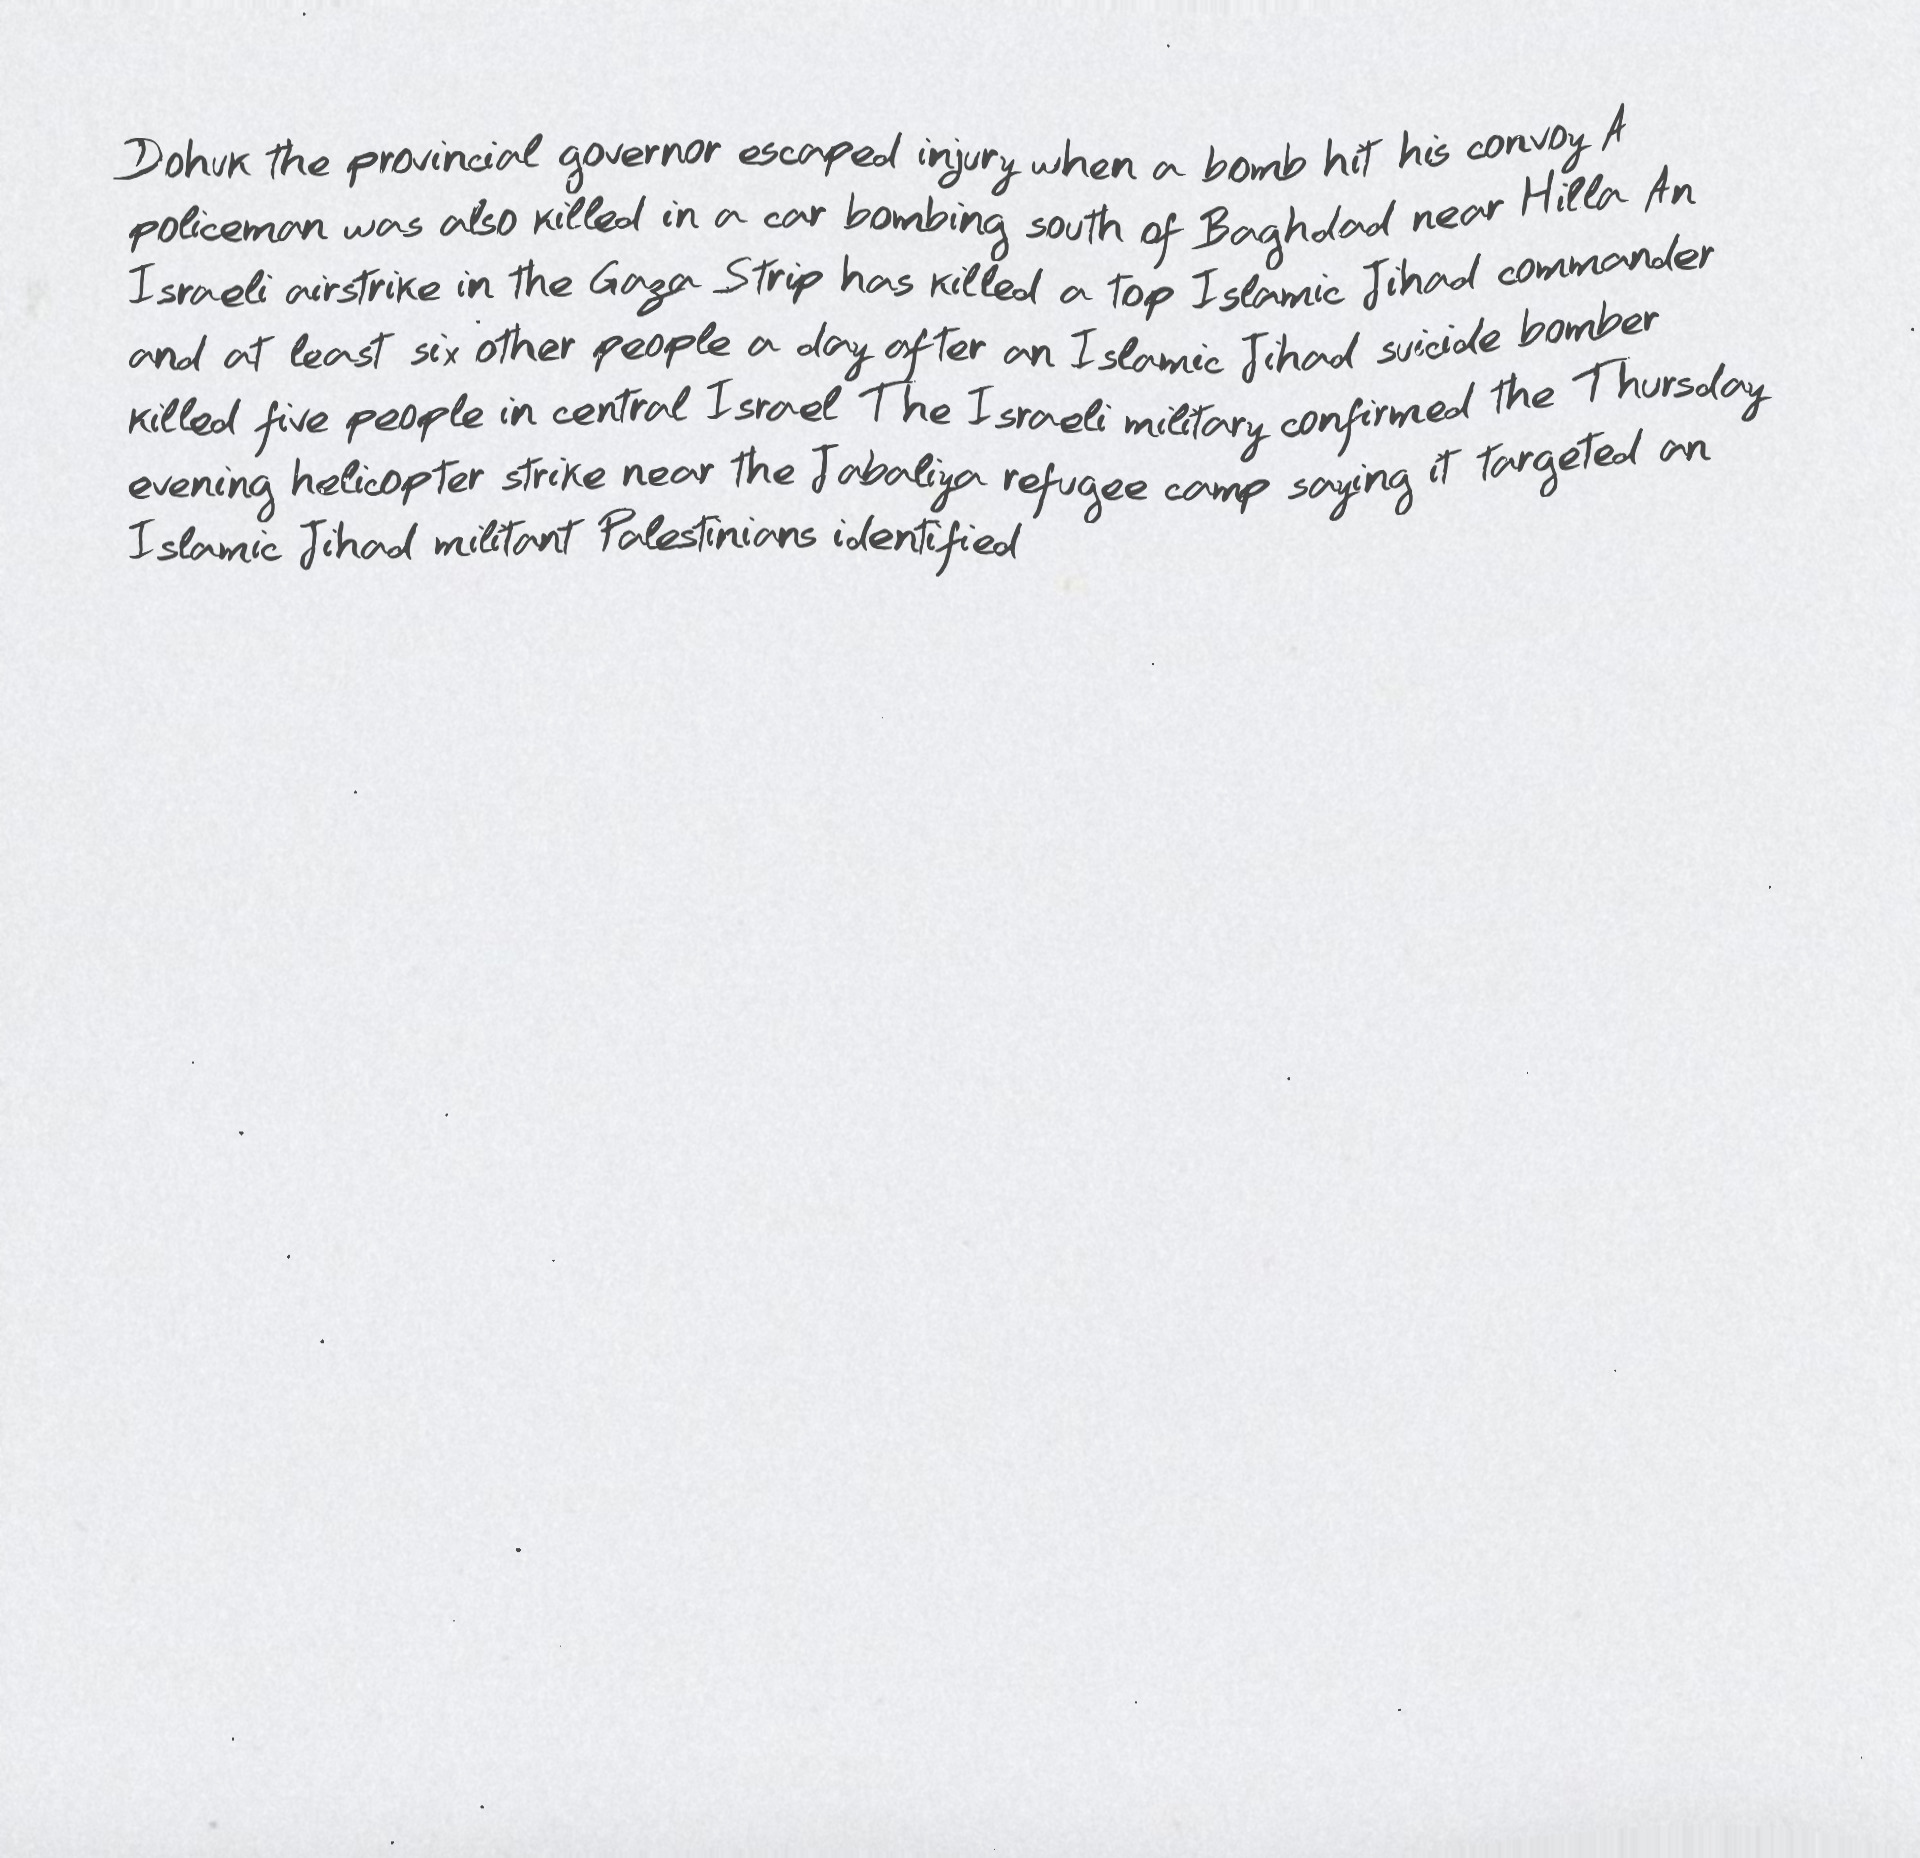 Dohuk the provincial governor escaped injury when a bomb hit his convoy A
policeman was also killed in a car bombing south of Baghdad near Hilla An
Israeli airstrike in the Gaza Strip has killed a top Islamic Jihad commander
and at least six other people a day after an Islamic Jihad suicide bomber
killed five people in central Israel The Israeli military confirmed the Thursday
evening helicopter strike near the Jabaliya refugee camp saying it targeted an
Islamic Jihad militant Palestinians identified